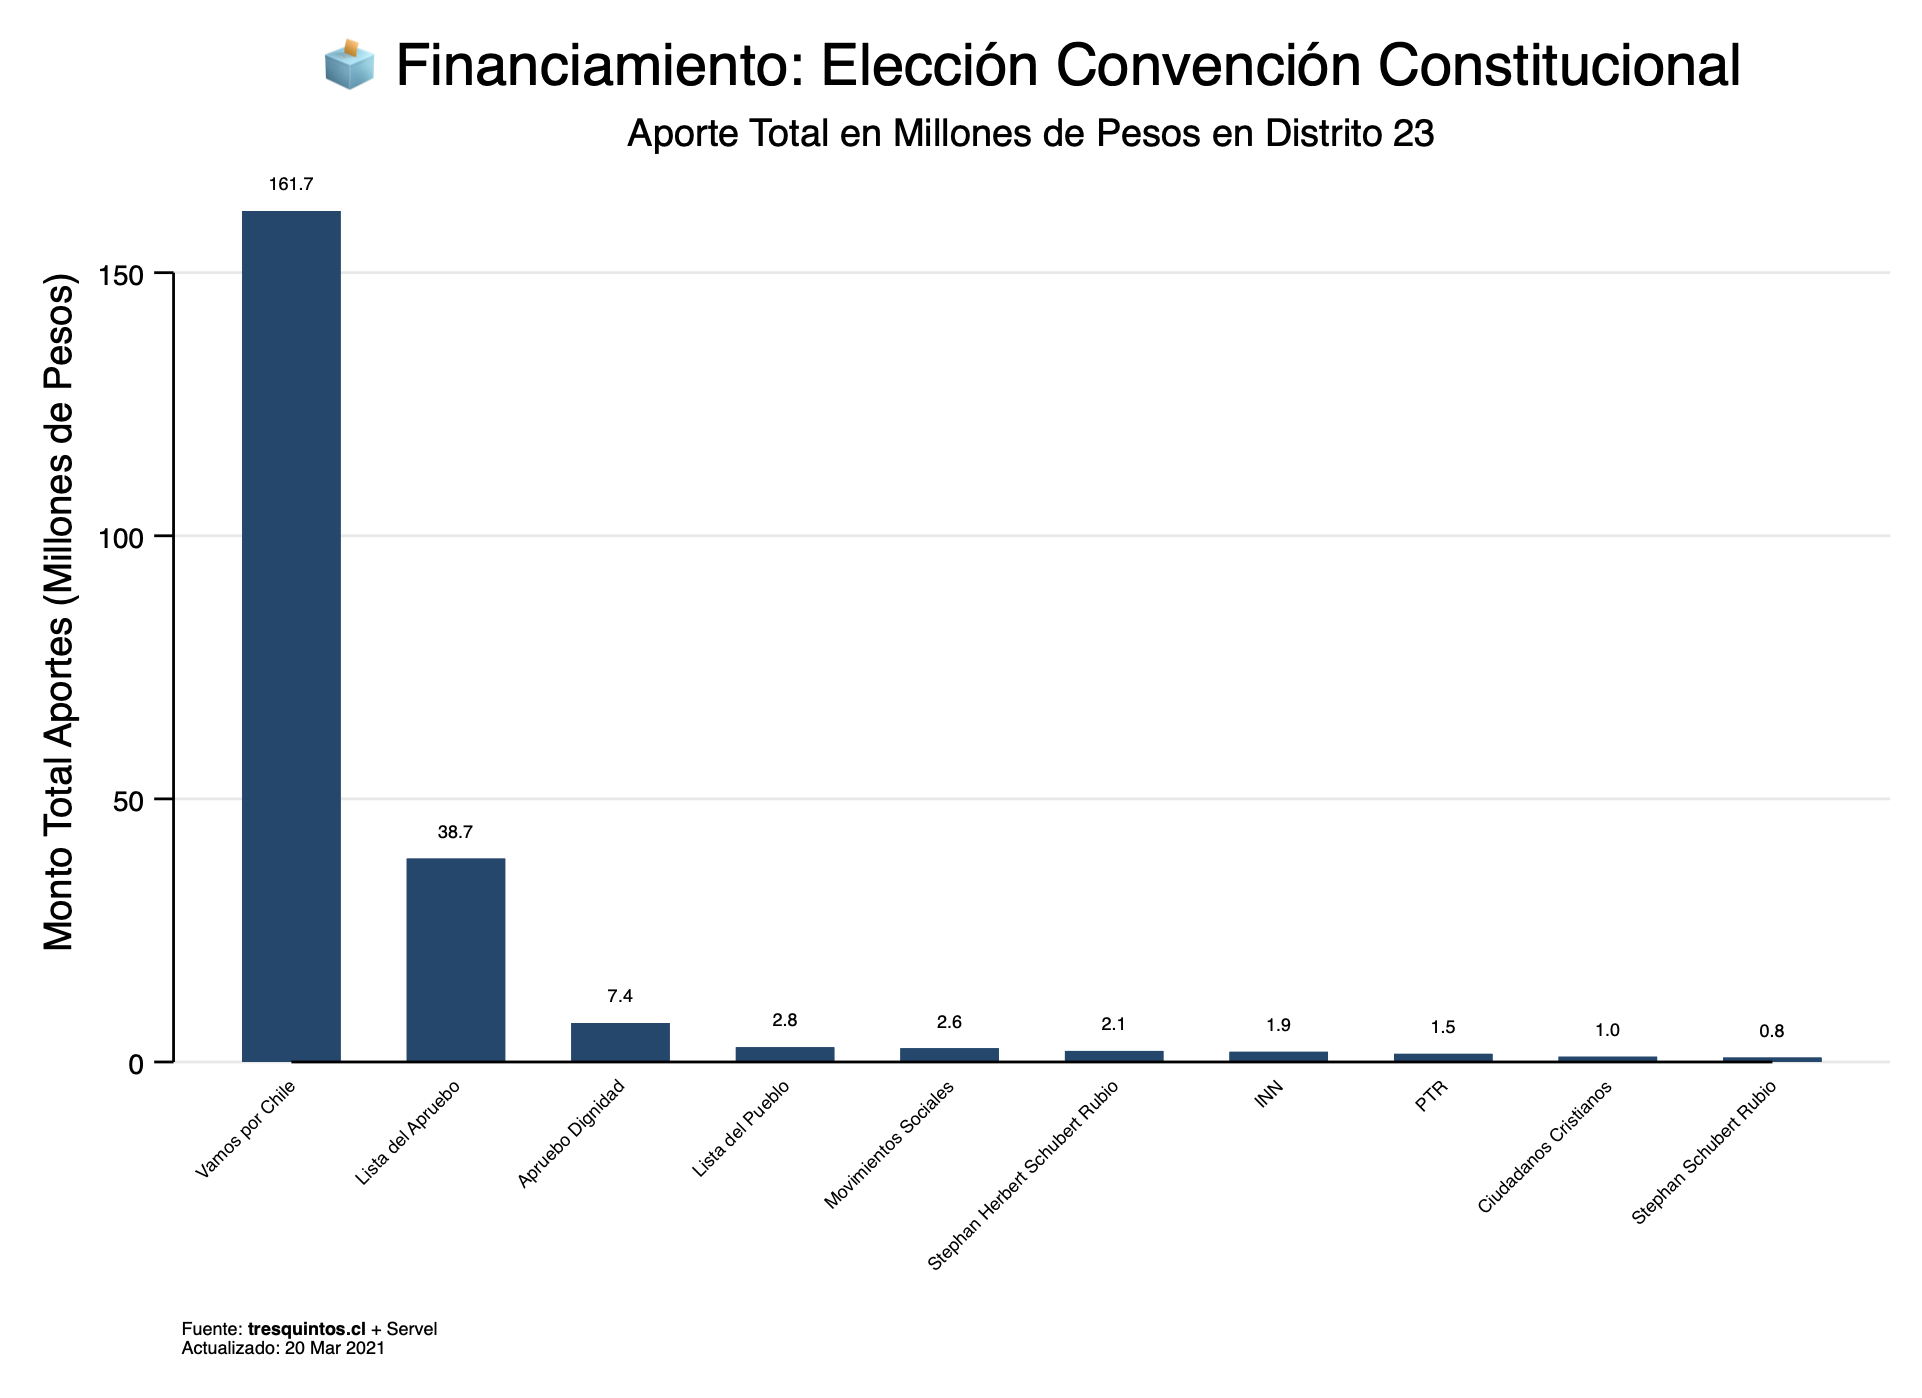 Financiamiento: Elección Convención Constitucional
Aporte Total en Millones de Pesos en Distrito 23
Monto Total Aportes (Millones de Pesos)
150
100
50
0
161.7
38.7
7.4
2.8
2.6
2.1
1.9
1.5
1.0
0.8
Vamos por Chile
Lista del Apruebo
Apruebo Dignidad
Lista del Pueblo
Movimientos Sociales
Stephan Herbert Schubert Rubio
INN
PTR
Ciudadanos Cristianos
Stephan Schubert Rubio
Fuente: tresquintos.cl + Servel
Actualizado: 20 Mar 2021